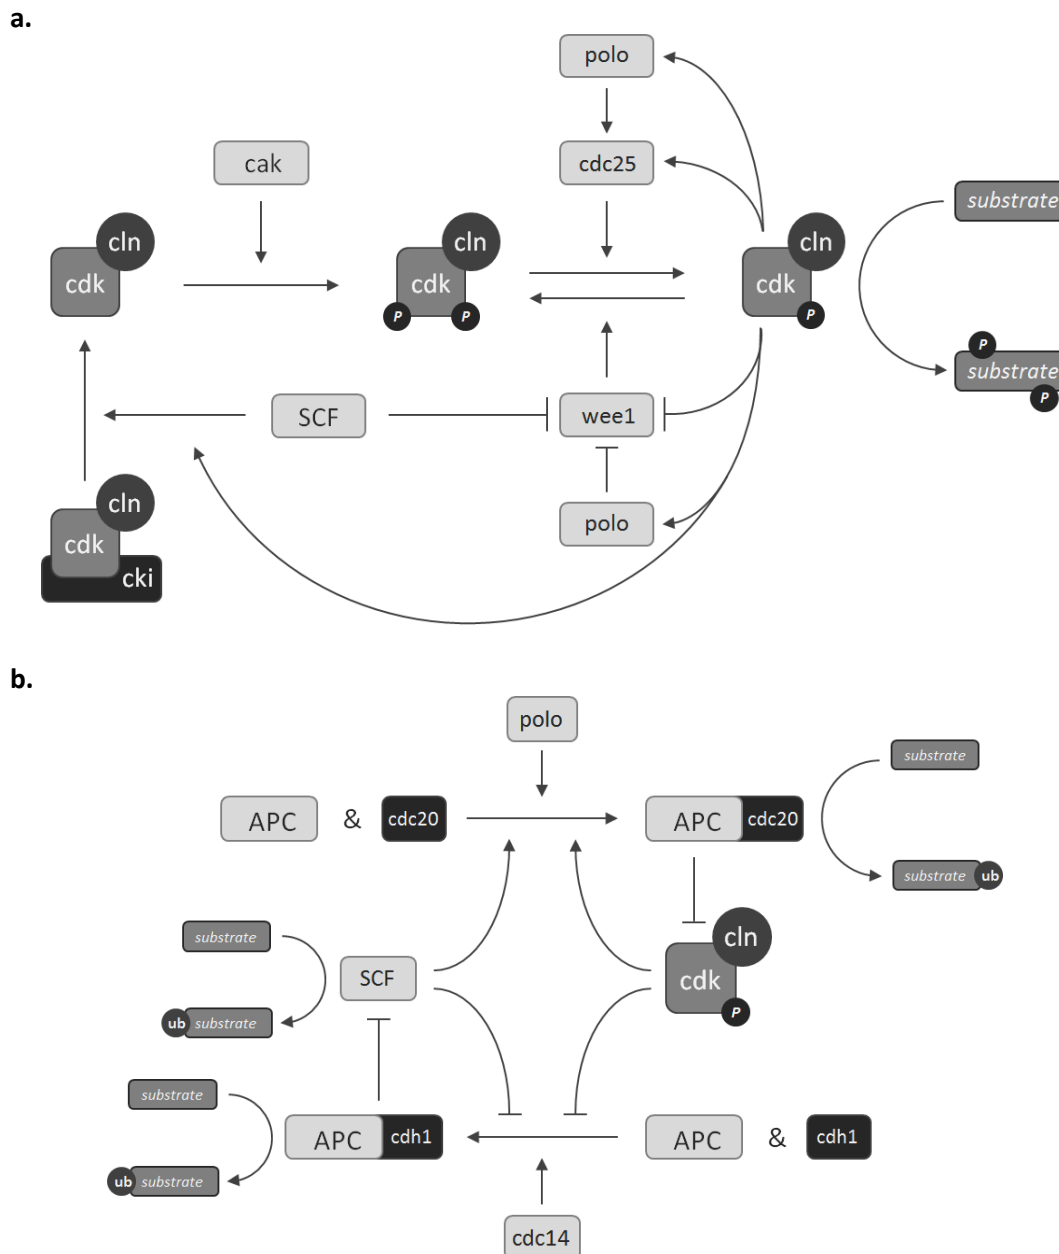 a.
polo
cak
cdc25
substrate
cln
cln
cln
cdk
cdk
cdk
P
P
P
P
substrate
P
SCF
wee1
cln
polo
cdk
cki
b.
polo
substrate
APC & cdc20
APC cdc20
substrate ub
substrate
cln
SCF
cdk
P
ub substrate
substrate
APC cdh1
APC & cdh1
ub substrate
cdc14